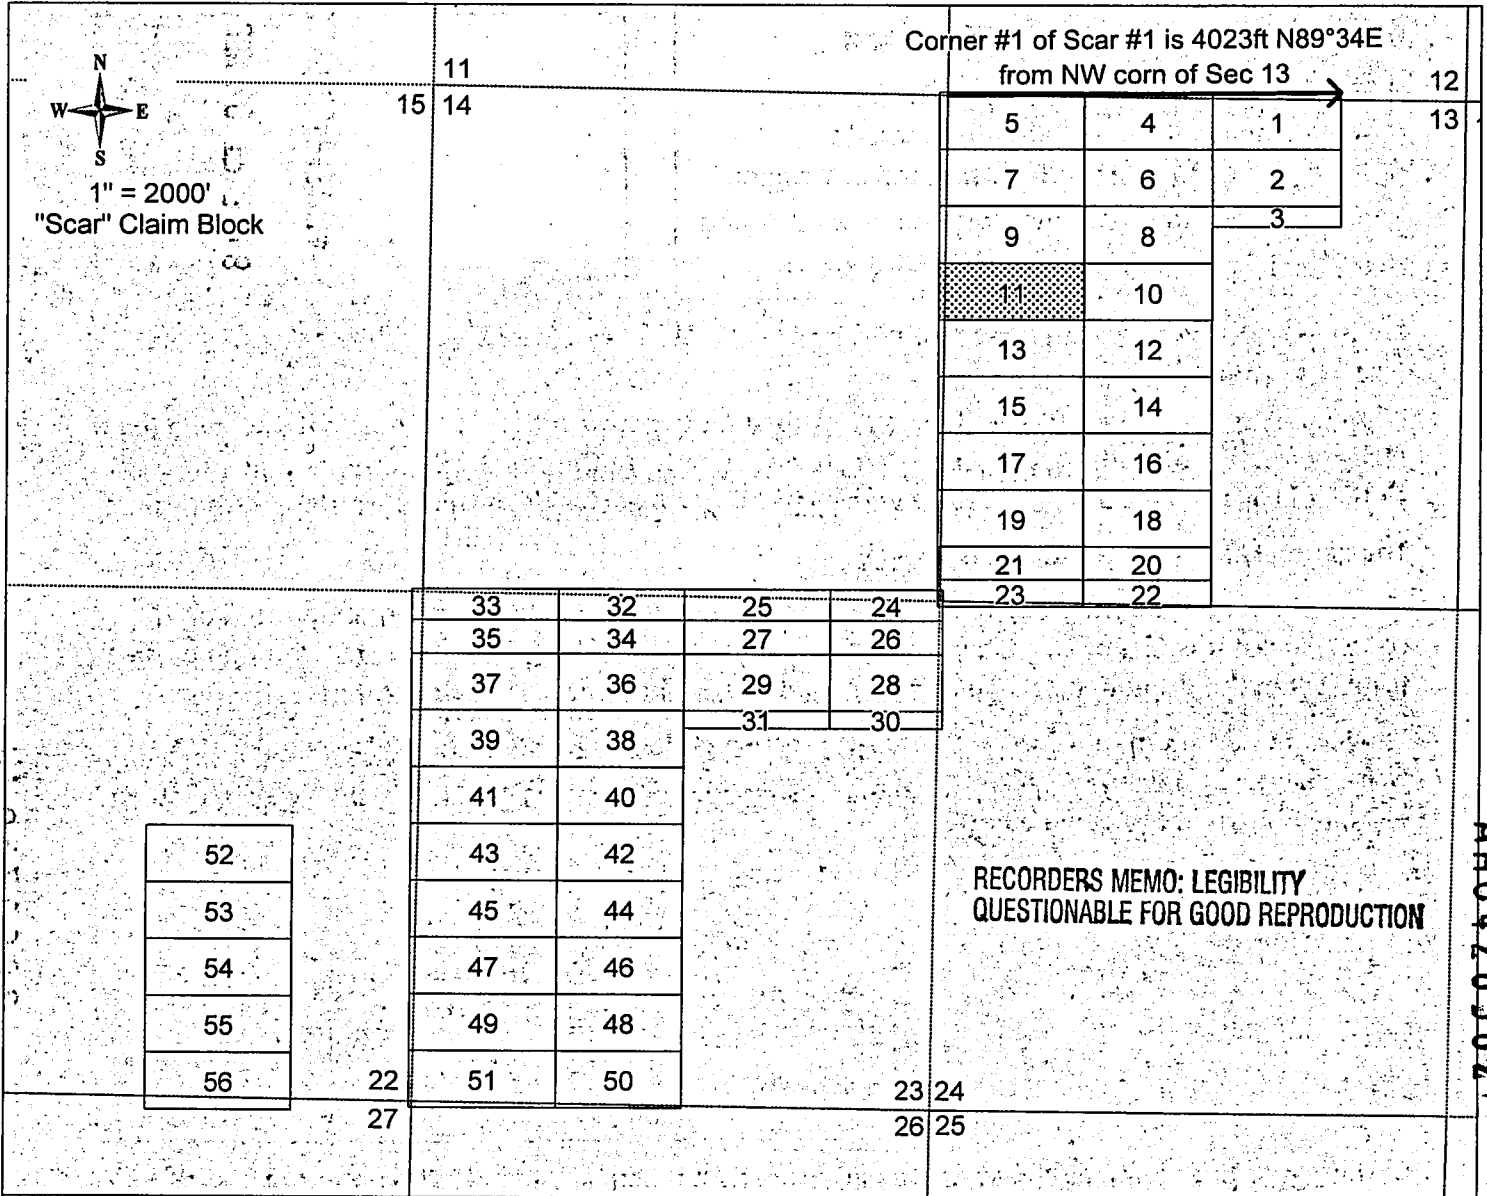 Corner #1 of Scar #1 is 4023ft N89°34E
from NW corn of Sec 13
N
W E
S
1" = 2000'
"Scar" Claim Block
11
12
15 14
13
5 4 1
7 6 2
3
9 8
11 10
13 12
15 14
17 16
19 18
21 20
23 22
33 32 25 24
35 34 27 26
37 36 29 28
31 30
39 38
41 40
43 42
52
45 44
53
47 46
54
49 48
55
51 50
56
22
23 24
27
26 25
RECORDERS MEMO: LEGIBILITY
QUESTIONABLE FOR GOOD REPRODUCTION